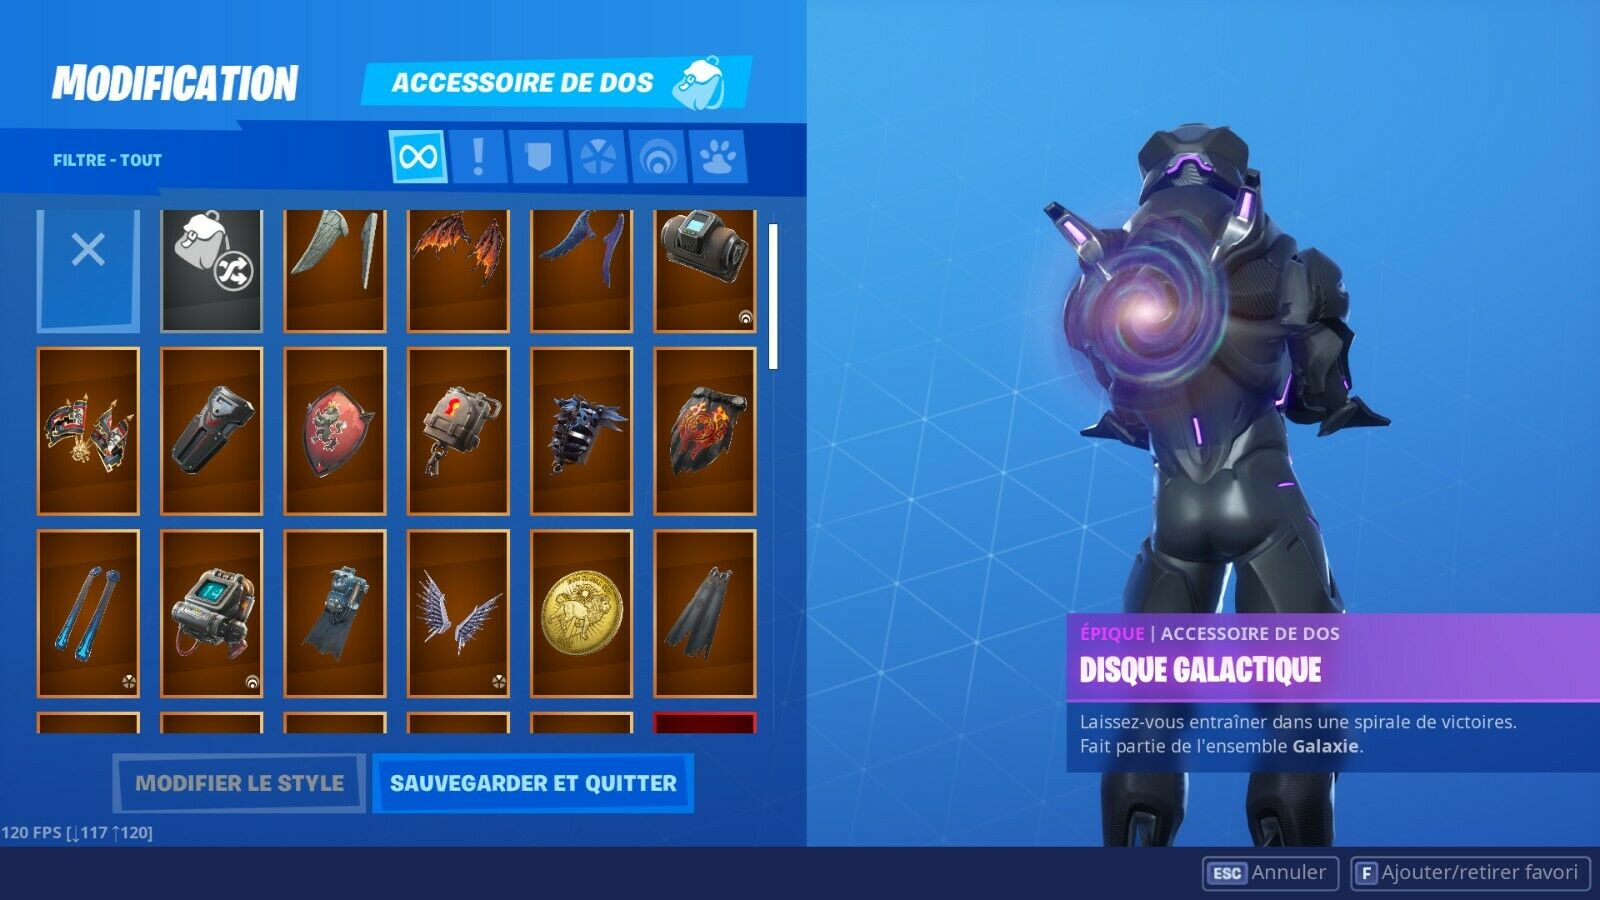 MODIFICATION
ACCESSOIRE DE DOS
FILTRE - TOUT
ÉPIQUE | ACCESSOIRE DE DOS
DISQUE GALACTIQUE
Laissez-vous entraîner dans une spirale de victoires.
Fait partie de l'ensemble Galaxie.
MODIFIER LE STYLE
SAUVEGARDER ET QUITTER
120 FPS [↓117 ↑120]
ESC Annuler
F Ajouter/retirer favori